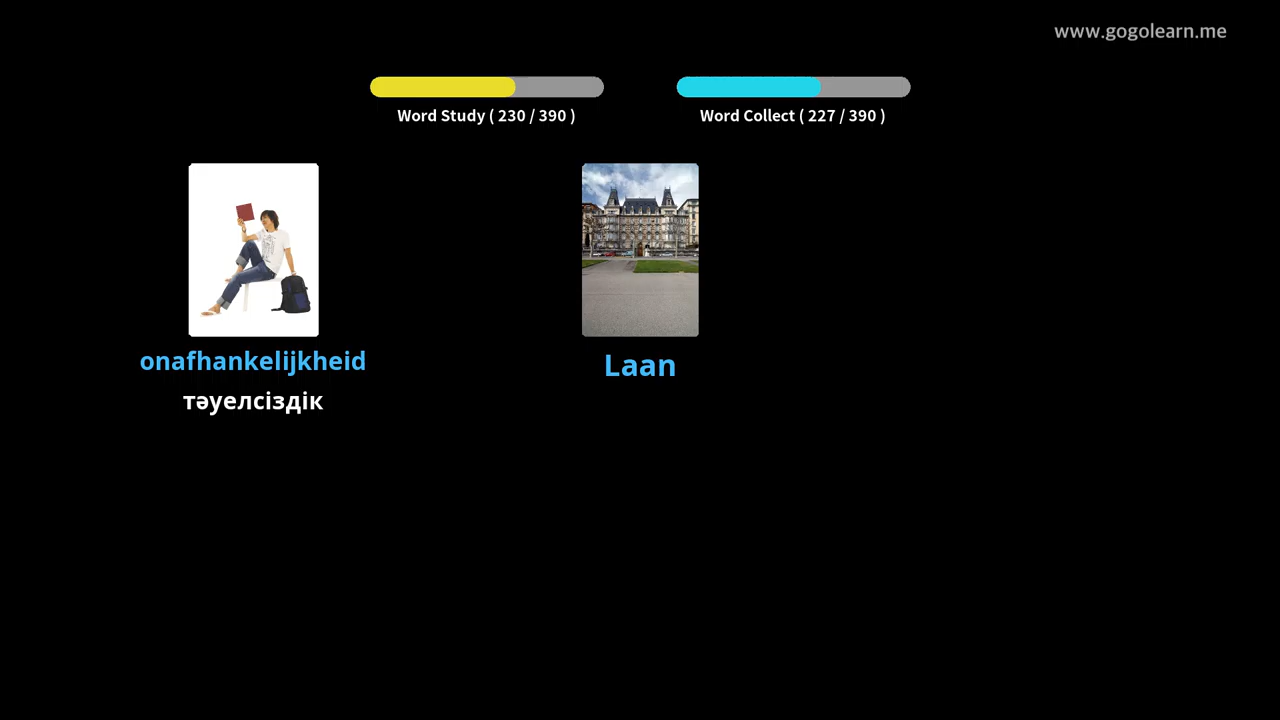 www.gogolearn.me
Word Study ( 230 / 390 )
Word Collect ( 227 / 390 )
onafhankelijkheid
тәуелсіздік
Laan